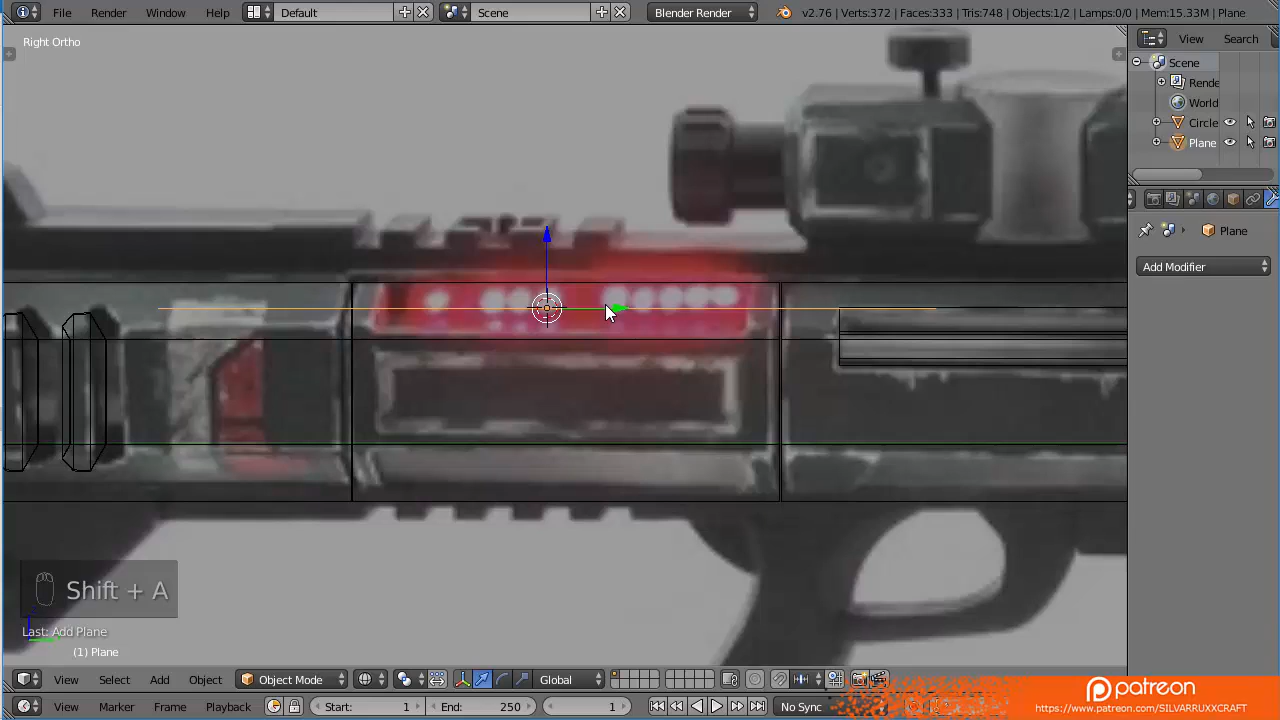 File Render Window Help Default Scene Blender Render v2.76 | Verts:372 | Faces:333 | Tris:748 | Objects:1/2 | Lamps:0/0 | Mem:15.33M | Plane
Right Ortho
View Search
Scene
Rende
World
Circle
Plane
Plane
Add Modifier
Shift + A
Last: Add Plane
(1) Plane
View Select Add Object Object Mode Global
View Marker Frame Playb Start: 1 End: 250 1 No Sync
patreon
https://www.patreon.com/SILVARRUXXCRAFT